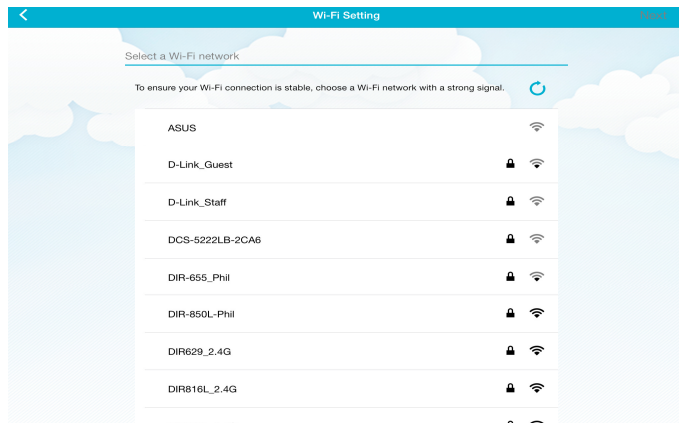 Wi-Fi Setting
Next
Select a Wi-Fi network
To ensure your Wi-Fi connection is stable, choose a Wi-Fi network with a strong signal.
ASUS
D-Link_Guest
D-Link_Staff
DCS-5222LB-2CA6
DIR-655_Phil
DIR-850L-Phil
DIR629_2.4G
DIR816L_2.4G